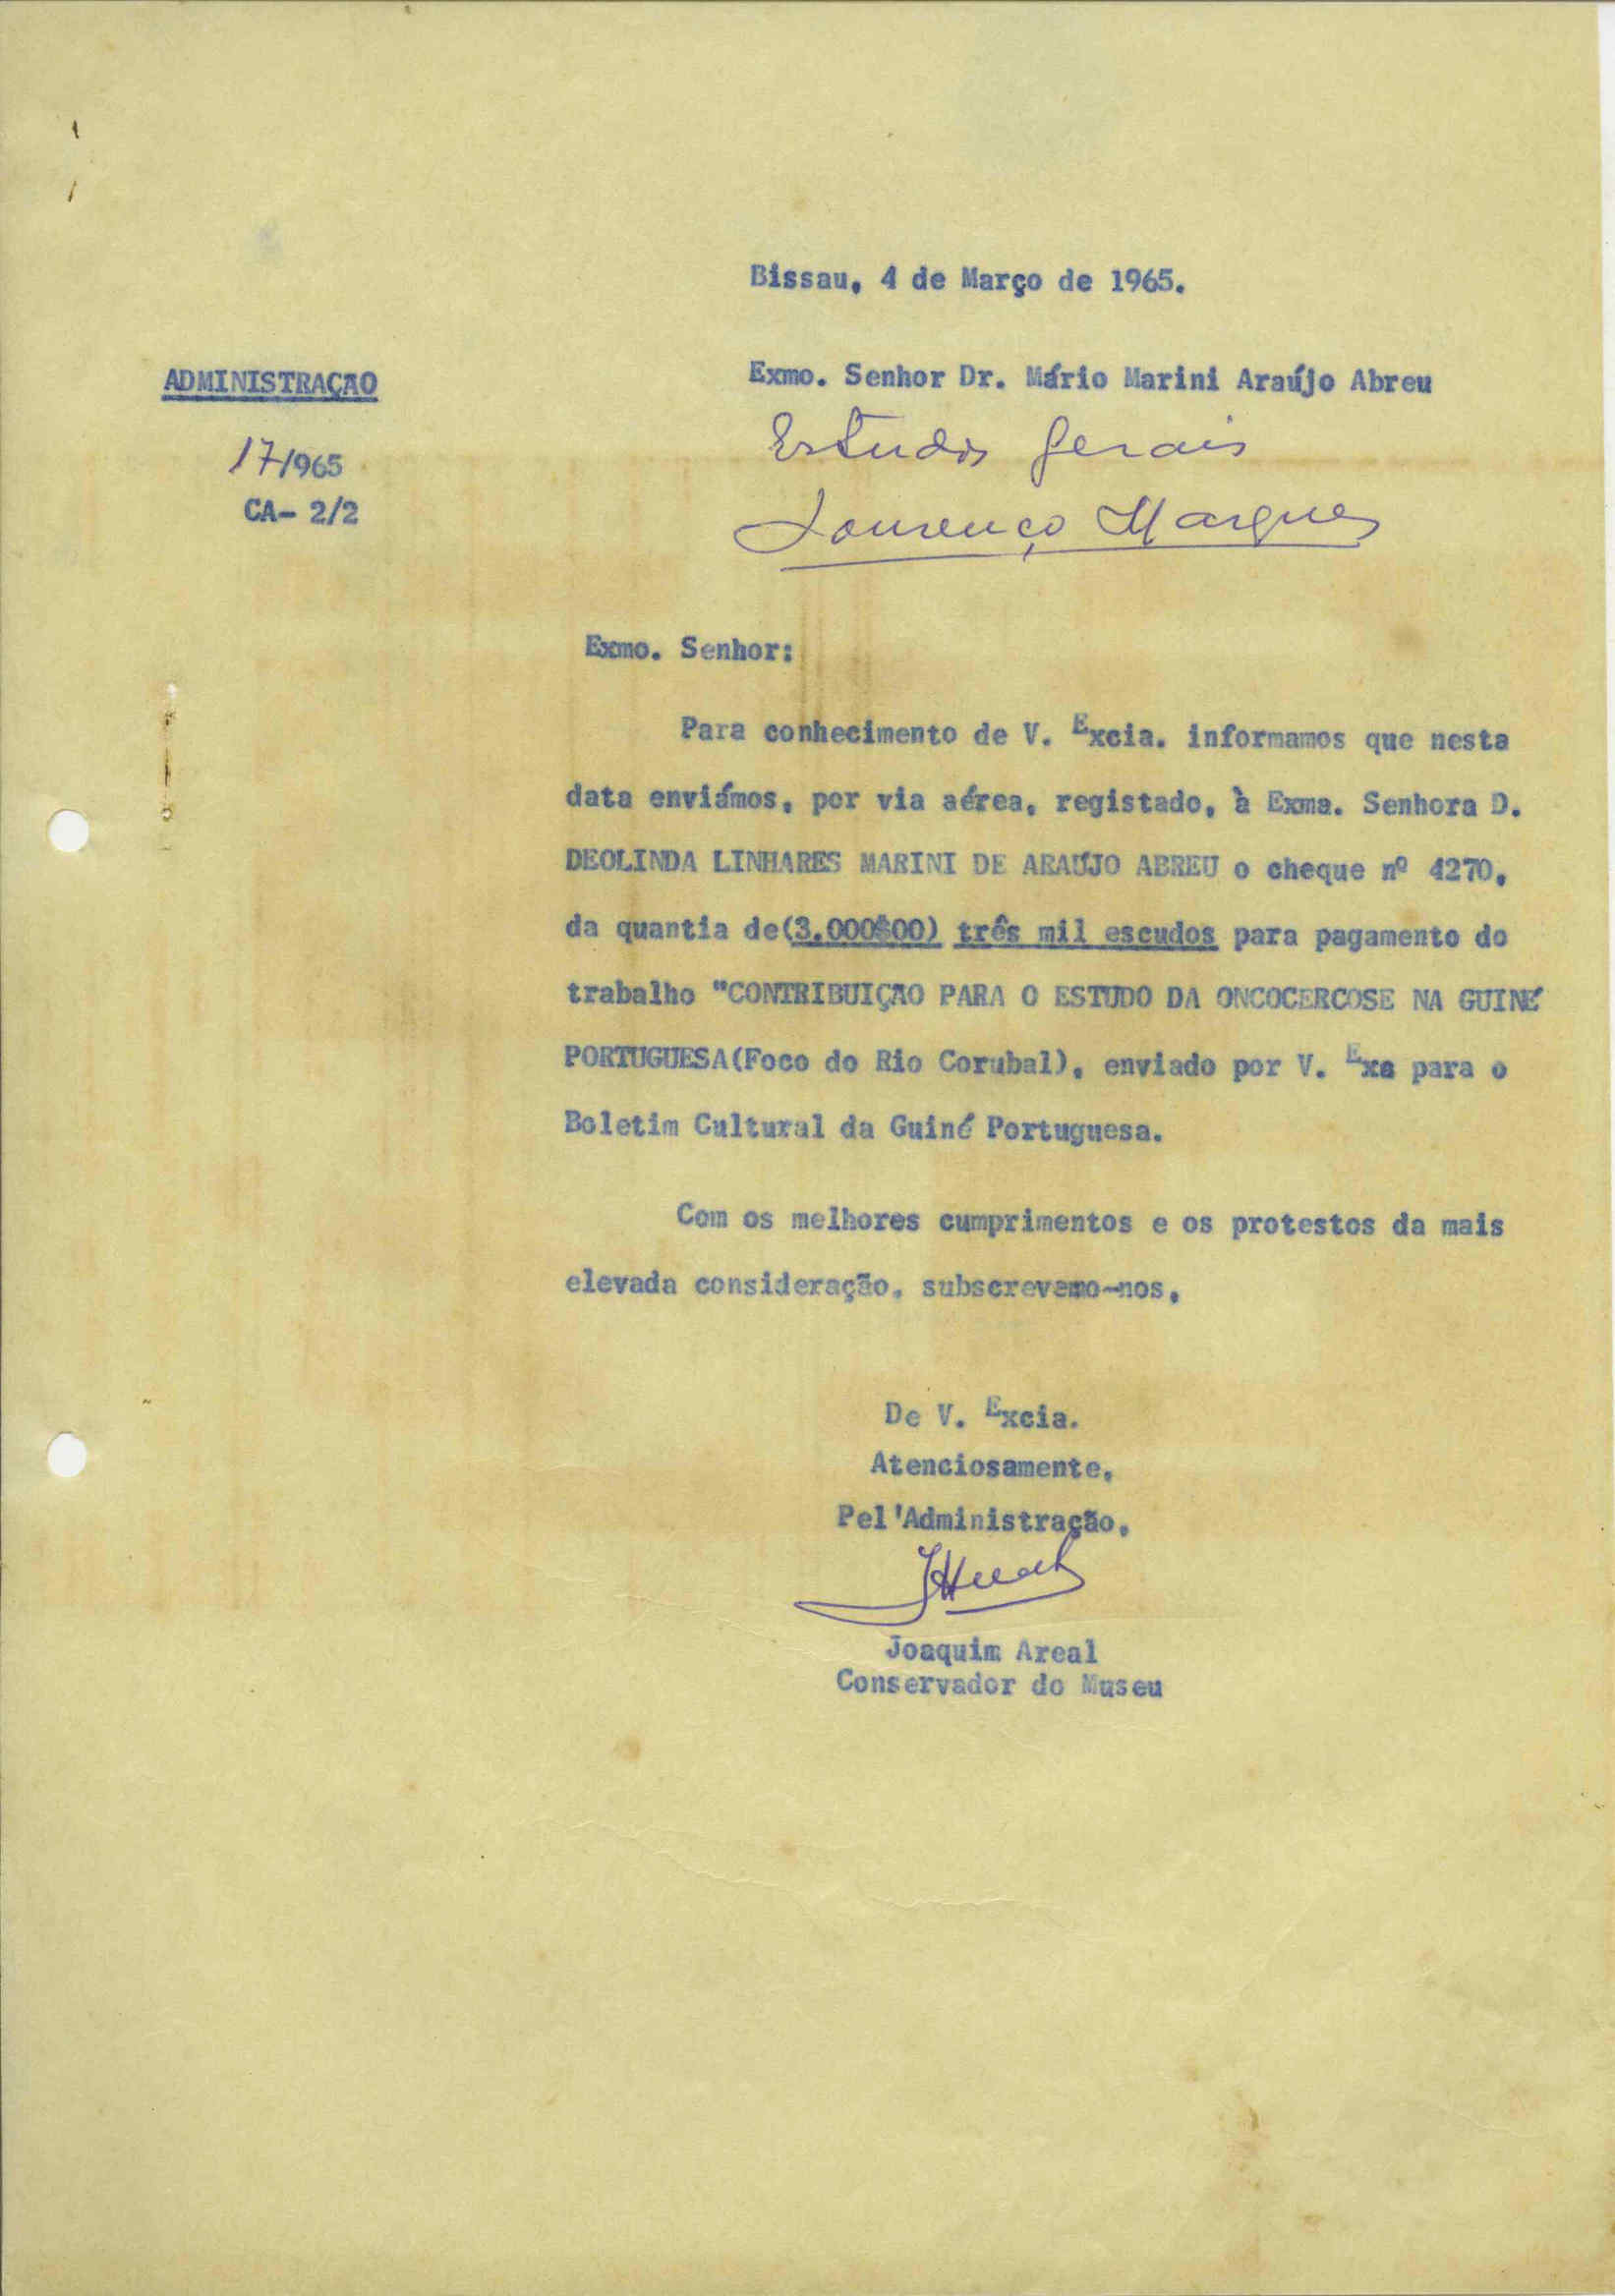 Bissau, 4 de Março de 1965.
ADMINISTRAÇAO
Exmo. Senhor Dr. Mário Marini Araújo Abreu
17/965
Estudos Gerais
CA- 2/2
Lourenço Marques
Exmo. Senhor:
Para conhecimento de V. Excia. informamos que nesta
data enviámos, por via aérea, registado, à Exma. Senhora D.
DEOLINDA LINHARES MARINI DE ARAÚJO ABREU o cheque nº 4270,
da quantia de(3.000$00) três mil escudos para pagamento do
trabalho "CONTRIBUIÇAO PARA O ESTUDO DA ONCOCERCOSE NA GUINÉ
PORTUGUESA(Foco do Rio Corubal), enviado por V. Exa para o
Boletim Cultural da Guiné Portuguesa.
Com os melhores cumprimentos e os protestos da mais
elevada consideração, subscrevemo-nos,
De V. Excia.
Atenciosamente,
Pel'Administração,
Joaquim Areal
Conservador do Museu